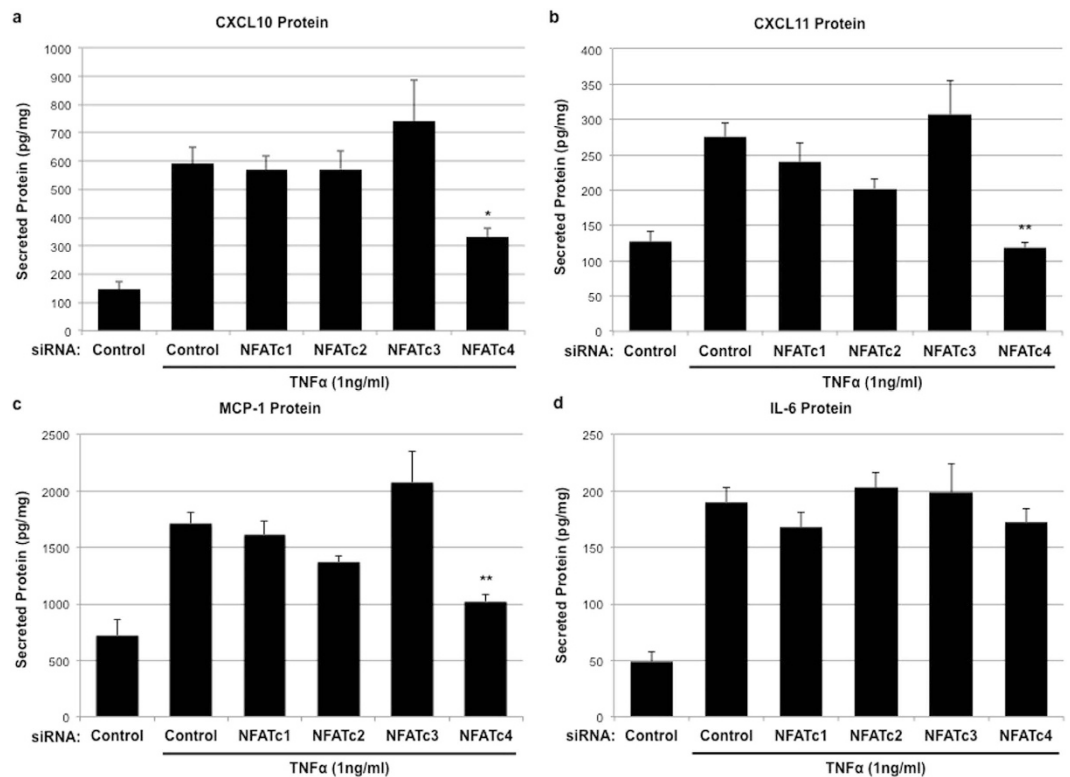 a
CXCL10 Protein
Secreted Protein (pg/mg)
1000
900
800
700
600
500
400
300
200
100
0
*
siRNA: Control Control NFATc1 NFATc2 NFATc3 NFATc4
TNFα (1ng/ml)
b
CXCL11 Protein
Secreted Protein (pg/mg)
400
350
300
250
200
150
100
50
0
**
siRNA: Control Control NFATc1 NFATc2 NFATc3 NFATc4
TNFα (1ng/ml)
c
MCP-1 Protein
Secreted Protein (pg/mg)
2500
2000
1500
1000
500
0
**
siRNA: Control Control NFATc1 NFATc2 NFATc3 NFATc4
TNFα (1ng/ml)
d
IL-6 Protein
Secreted Protein (pg/mg)
250
200
150
100
50
0
siRNA: Control Control NFATc1 NFATc2 NFATc3 NFATc4
TNFα (1ng/ml)